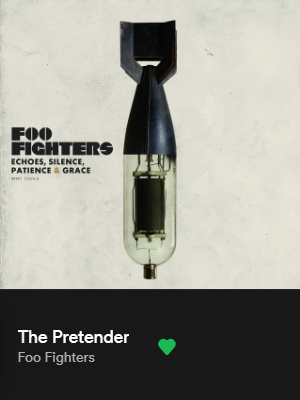 FOO
FIGHTERS
ECHOES, SILENCE,
PATIENCE & GRACE
The Pretender
Foo Fighters